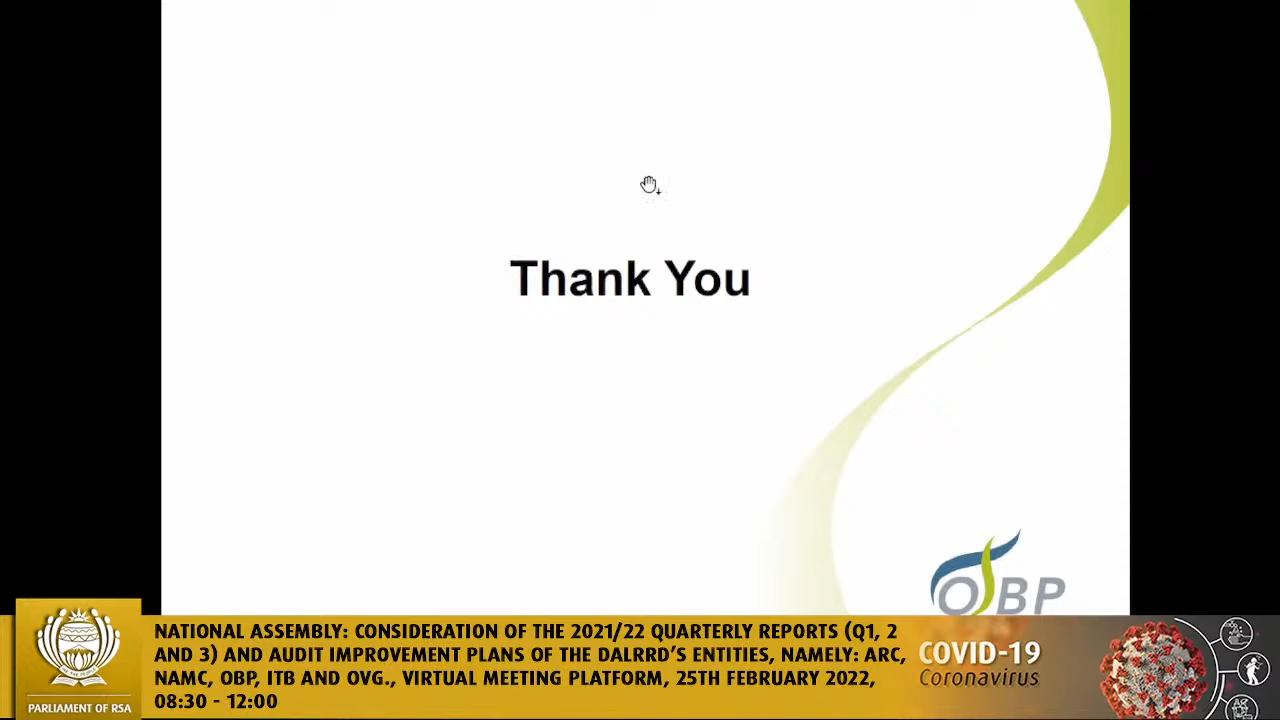 Thank You
OBP
NATIONAL ASSEMBLY: CONSIDERATION OF THE 2021/22 QUARTERLY REPORTS (Q1, 2
AND 3) AND AUDIT IMPROVEMENT PLANS OF THE DALRRD'S ENTITIES, NAMELY: ARC,
NAMC, OBP, ITB AND OVG., VIRTUAL MEETING PLATFORM, 25TH FEBRUARY 2022,
08:30 - 12:00
PARLIAMENT OF RSA
COVID-19
Coronavirus